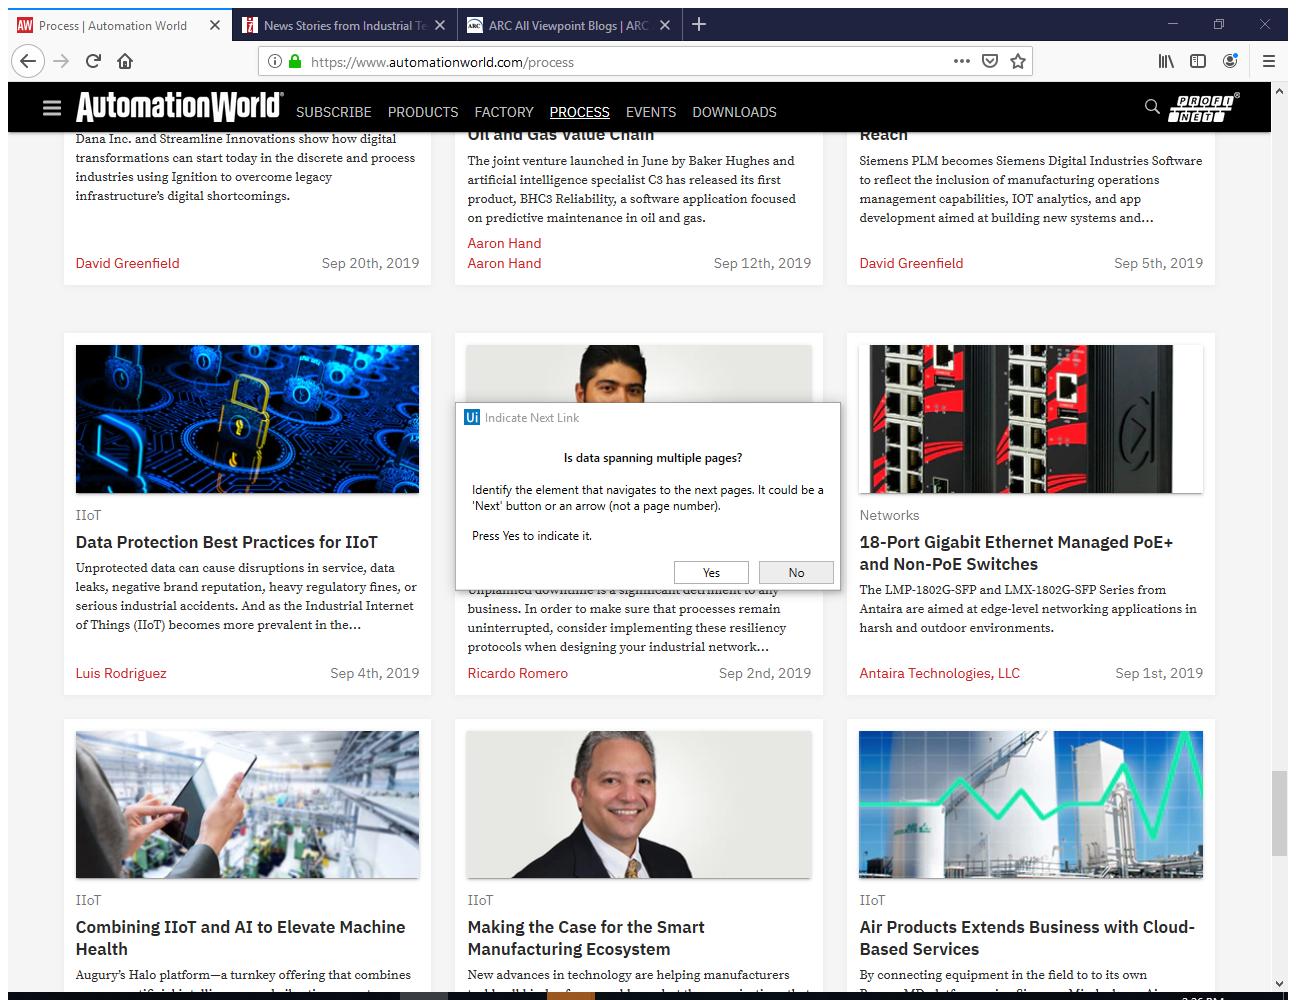 Process | Automation World
News Stories from Industrial Te
ARC All Viewpoint Blogs | ARC
https://www.automationworld.com/process
AutomationWorld
SUBSCRIBE PRODUCTS FACTORY PROCESS EVENTS DOWNLOADS
PROFI
NET
Dana Inc. and Streamline Innovations show how digital
transformations can start today in the discrete and process
industries using Ignition to overcome legacy
infrastructure's digital shortcomings.
David Greenfield Sep 20th, 2019
Oil and Gas Value Chain
The joint venture launched in June by Baker Hughes and
artificial intelligence specialist C3 has released its first
product, BHC3 Reliability, a software application focused
on predictive maintenance in oil and gas.
Aaron Hand
Aaron Hand Sep 12th, 2019
Reach
Siemens PLM becomes Siemens Digital Industries Software
to reflect the inclusion of manufacturing operations
management capabilities, IOT analytics, and app
development aimed at building new systems and...
David Greenfield Sep 5th, 2019
IIoT
Data Protection Best Practices for IIoT
Unprotected data can cause disruptions in service, data
leaks, negative brand reputation, heavy regulatory fines, or
serious industrial accidents. And as the Industrial Internet
of Things (IIoT) becomes more prevalent in the...
Luis Rodriguez Sep 4th, 2019
Ui Indicate Next Link
Is data spanning multiple pages?
Identify the element that navigates to the next pages. It could be a
'Next' button or an arrow (not a page number).
Press Yes to indicate it.
Yes No
Unplanned downtime is a significant detriment to any
business. In order to make sure that processes remain
uninterrupted, consider implementing these resiliency
protocols when designing your industrial network...
Ricardo Romero Sep 2nd, 2019
Networks
18-Port Gigabit Ethernet Managed PoE+
and Non-PoE Switches
The LMP-1802G-SFP and LMX-1802G-SFP Series from
Antaira are aimed at edge-level networking applications in
harsh and outdoor environments.
Antaira Technologies, LLC Sep 1st, 2019
IIoT
Combining IIoT and AI to Elevate Machine
Health
Augury's Halo platform—a turnkey offering that combines
IIoT
Making the Case for the Smart
Manufacturing Ecosystem
New advances in technology are helping manufacturers
IIoT
Air Products Extends Business with Cloud-
Based Services
By connecting equipment in the field to to its own